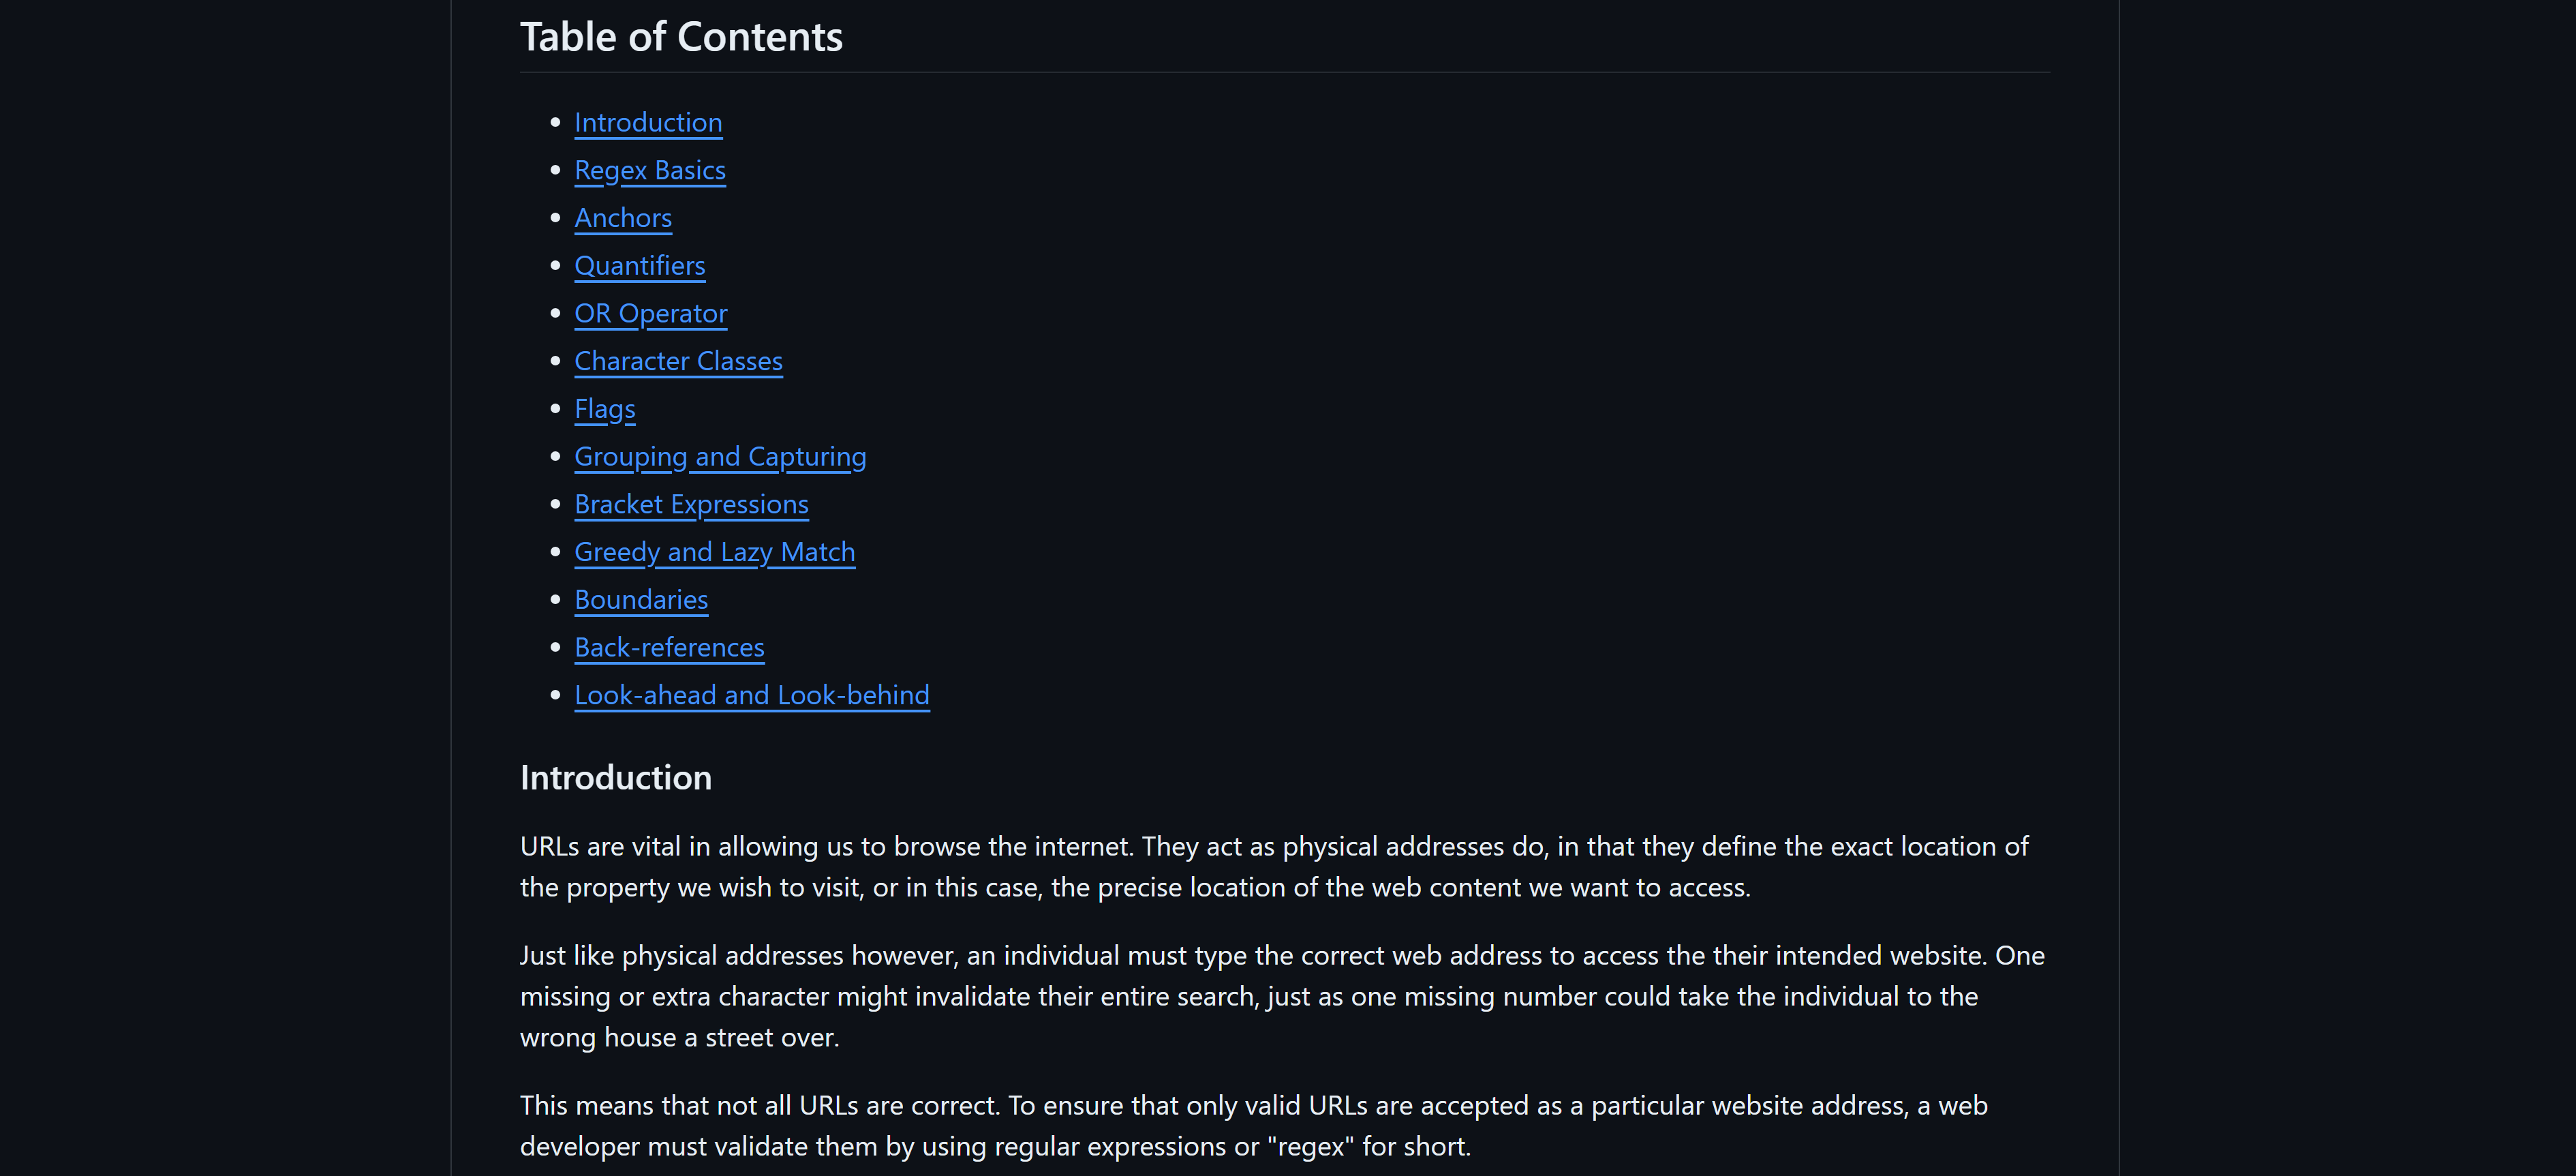 Table of Contents
Introduction
Regex Basics
Anchors
Quantifiers
OR Operator
Character Classes
Flags
Grouping and Capturing
Bracket Expressions
Greedy and Lazy Match
Boundaries
Back-references
Look-ahead and Look-behind
Introduction
URLs are vital in allowing us to browse the internet. They act as physical addresses do, in that they define the exact location of
the property we wish to visit, or in this case, the precise location of the web content we want to access.
Just like physical addresses however, an individual must type the correct web address to access the their intended website. One
missing or extra character might invalidate their entire search, just as one missing number could take the individual to the
wrong house a street over.
This means that not all URLs are correct. To ensure that only valid URLs are accepted as a particular website address, a web
developer must validate them by using regular expressions or "regex" for short.